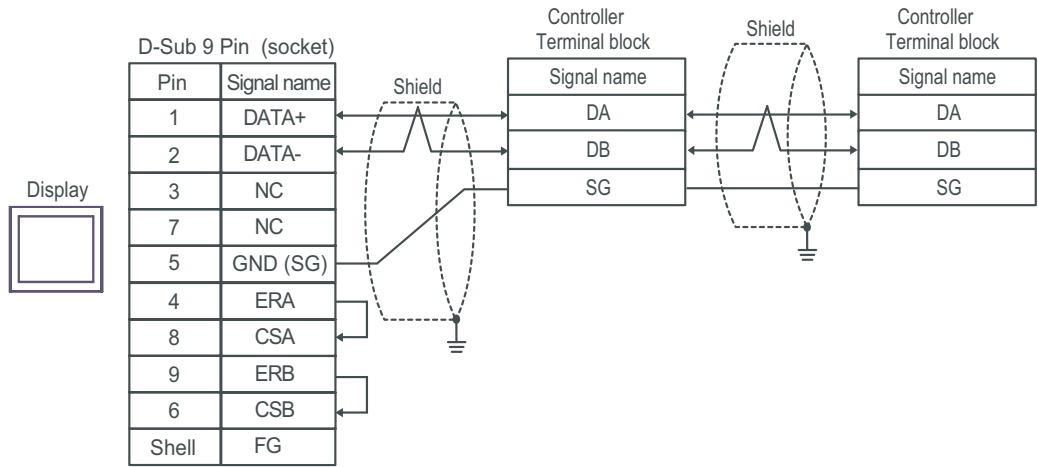 Display
D-Sub 9 Pin (socket)
Pin Signal name
1 DATA+
2 DATA-
3 NC
7 NC
5 GND (SG)
4 ERA
8 CSA
9 ERB
6 CSB
Shell FG
Shield
Controller
Terminal block
Signal name
DA
DB
SG
Shield
Controller
Terminal block
Signal name
DA
DB
SG